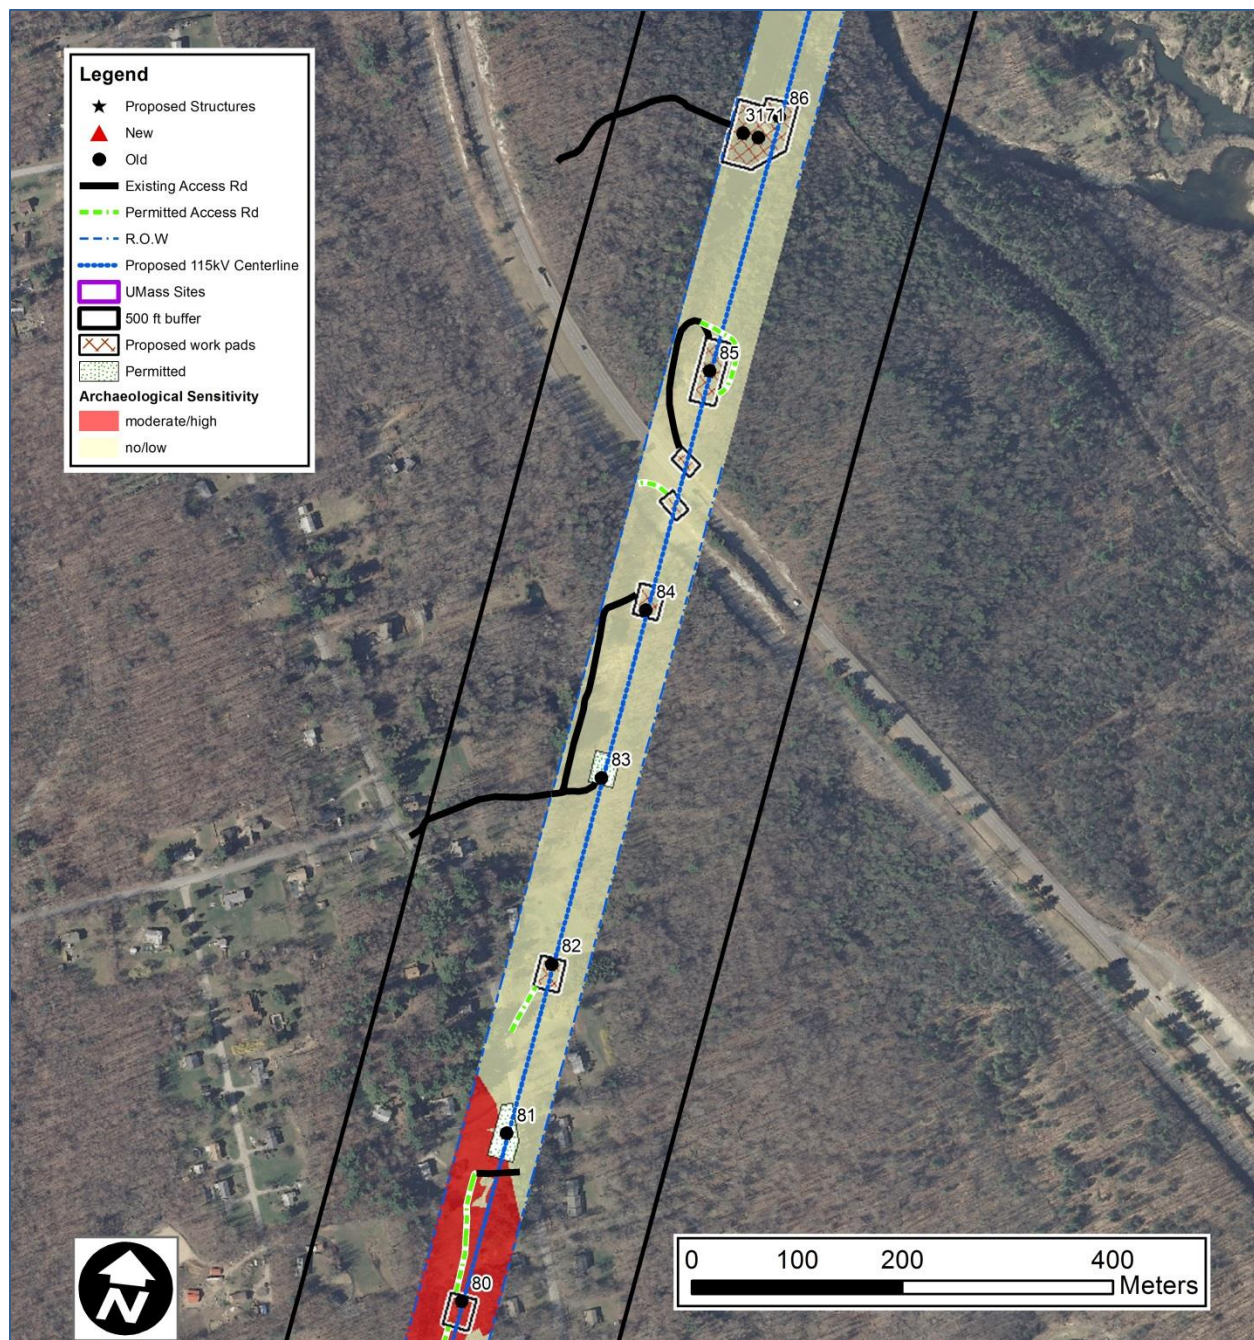 Legend
Proposed Structures
New
Old
Existing Access Rd
Permitted Access Rd
R.O.W
Proposed 115kV Centerline
UMass Sites
500 ft buffer
Proposed work pads
Permitted
Archaeological Sensitivity
moderate/high
no/low
86
3171
85
84
83
82
81
80
N
0 100 200 400
Meters